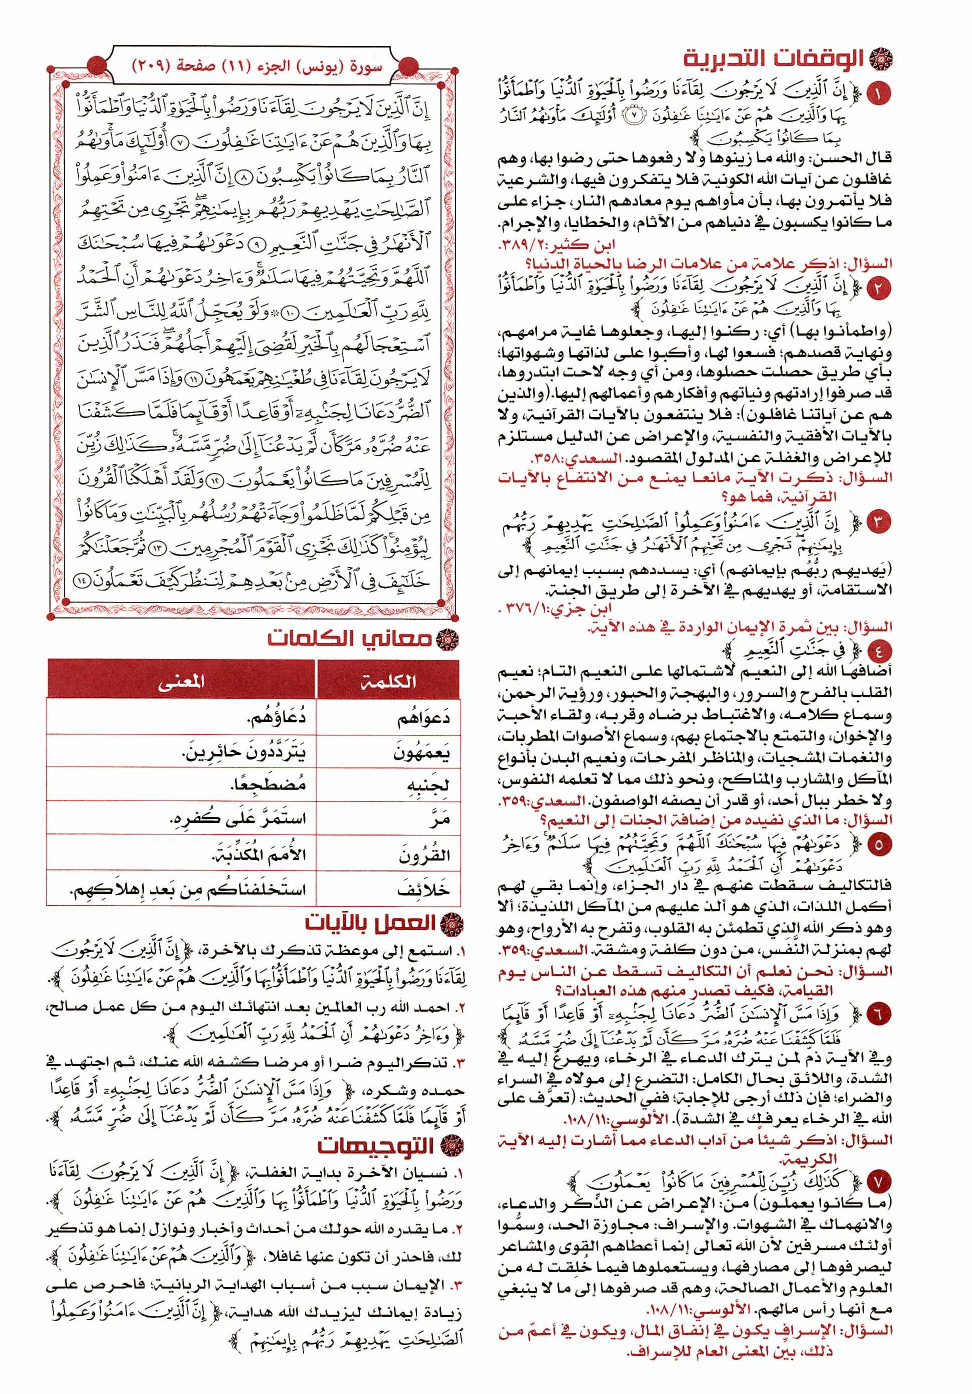 الوقفات التدبرية
١ ﴿ إِنَّ ٱلَّذِينَ لَا يَرْجُونَ لِقَآءَنَا وَرَضُوا۟ بِٱلْحَيَوٰةِ ٱلدُّنْيَا وَٱطْمَأَنُّوا۟
بِهَا وَٱلَّذِينَ هُمْ عَنْ ءَايَٰتِنَا غَٰفِلُونَ ٧ أُو۟لَٰٓئِكَ مَأْوَىٰهُمُ ٱلنَّارُ
بِمَا كَانُوا۟ يَكْسِبُونَ ﴾
قال الحسن: والله ما زينوها ولا رفعوها حتى رضوا بها، وهم
غافلون عن آيات الله الكونية فلا يتفكرون فيها، والشرعية
فلا يأتمرون بها، بأن مأواهم يوم معادهم النار، جزاء على
ما كانوا يكسبون في دنياهم من الآثام، والخطايا، والإجرام.
ابن كثير:٣٨٩/٢.
السؤال: اذكر علامة من علامات الرضا بالحياة الدنيا؟
٢ ﴿ إِنَّ ٱلَّذِينَ لَا يَرْجُونَ لِقَآءَنَا وَرَضُوا۟ بِٱلْحَيَوٰةِ ٱلدُّنْيَا وَٱطْمَأَنُّوا۟
بِهَا وَٱلَّذِينَ هُمْ عَنْ ءَايَٰتِنَا غَٰفِلُونَ ﴾
(واطمأنوا بها) أي: ركنوا إليها، وجعلوها غاية مرامهم،
ونهاية قصدهم؛ فسعوا لها، وأكبوا على لذاتها وشهواتها؛
بأي طريق حصلت حصلوها، ومن أي وجه لاحت ابتدروها،
قد صرفوا إرادتهم ونياتهم وأفكارهم وأعمالهم إليها.(والذين
هم عن آياتنا غافلون): فلا ينتفعون بالآيات القرآنية، ولا
بالآيات الأفقية والنفسية، والإعراض عن الدليل مستلزم
للإعراض والغفلة عن المدلول المقصود. السعدي:٣٥٨.
السؤال: ذكرت الآية مانعا يمنع من الانتفاع بالآيات
القرآنية، فما هو؟
٣ ﴿ إِنَّ ٱلَّذِينَ ءَامَنُوا۟ وَعَمِلُوا۟ ٱلصَّٰلِحَٰتِ يَهْدِيهِمْ رَبُّهُم
بِإِيمَٰنِهِمْ ۖ تَجْرِى مِن تَحْتِهِمُ ٱلْأَنْهَٰرُ فِى جَنَّٰتِ ٱلنَّعِيمِ ﴾
(يَهديهم ربُّهُم بإيمانهم) أي: يسددهم بسبب إيمانهم إلى
الاستقامة، أو يهديهم في الآخرة إلى طريق الجنة.
ابن جزي:٣٧٦/١ .
السؤال: بين ثمرة الإيمان الواردة في هذه الآية.
٤ ﴿ فِى جَنَّٰتِ ٱلنَّعِيمِ ﴾
أضافها الله إلى النعيم لاشتمالها على النعيم التام؛ نعيم
القلب بالفرح والسرور، والبهجة والحبور، ورؤية الرحمن،
وسماع كلامه، والاغتباط برضاه وقربه، ولقاء الأحبة
والإخوان، والتمتع بالاجتماع بهم، وسماع الأصوات المطربات،
والنغمات المشجيات، والمناظر المفرحات، ونعيم البدن بأنواع
المآكل والمشارب والمناكح، ونحو ذلك مما لا تعلمه النفوس،
ولا خطر ببال أحد، أو قدر أن يصفه الواصفون. السعدي:٣٥٩.
السؤال: ما الذي نفيده من إضافة الجنات إلى النعيم؟
٥ ﴿ دَعْوَىٰهُمْ فِيهَا سُبْحَٰنَكَ ٱللَّهُمَّ وَتَحِيَّتُهُمْ فِيهَا سَلَٰمٌ ۚ وَءَاخِرُ
دَعْوَىٰهُمْ أَنِ ٱلْحَمْدُ لِلَّهِ رَبِّ ٱلْعَٰلَمِينَ ﴾
فالتكاليف سقطت عنهم في دار الجزاء، وإنما بقي لهم
أكمل اللذات، الذي هو ألذ عليهم من المآكل اللذيذة؛ ألا
وهو ذكر الله الذي تطمئن به القلوب، وتفرح به الأرواح، وهو
لهم بمنزلة النَّفَس، من دون كلفة ومشقة. السعدي:٣٥٩.
السؤال: نحن نعلم أن التكاليف تسقط عن الناس يوم
القيامة، فكيف تصدر منهم هذه العبادات؟
٦ ﴿ وَإِذَا مَسَّ ٱلْإِنسَٰنَ ٱلضُّرُّ دَعَانَا لِجَنۢبِهِۦٓ أَوْ قَاعِدًا أَوْ قَآئِمًا
فَلَمَّا كَشَفْنَا عَنْهُ ضُرَّهُۥ مَرَّ كَأَن لَّمْ يَدْعُنَآ إِلَىٰ ضُرٍّ مَّسَّهُۥ ﴾
وفي الآية ذم لمن يترك الدعاء في الرخاء، ويهرع إليه في
الشدة، واللائق بحال الكامل: التضرع إلى مولاه في السراء
والضراء؛ فإن ذلك أرجى للإجابة؛ ففي الحديث: (تعرَّف على
الله في الرخاء يعرفك في الشدة). الألوسي:١٠٨/١١.
السؤال: اذكر شيئاً من آداب الدعاء مما أشارت إليه الآية
الكريمة.
٧ ﴿ كَذَٰلِكَ زُيِّنَ لِلْمُسْرِفِينَ مَا كَانُوا۟ يَعْمَلُونَ ﴾
(ما كانوا يعملون) من: الإعراض عن الذِّكر والدعاء،
والانهماك في الشهوات. والإسراف: مجاوزة الحد، وسمُّوا
أولئك مسرفين لأن الله تعالى إنما أعطاهم القوى والمشاعر
ليصرفوها إلى مصارفها، ويستعملوها فيما خلقت له من
العلوم والأعمال الصالحة، وهم قد صرفوها إلى ما لا ينبغي
مع أنها رأس مالهم. الألوسي:١٠٨/١١.
السؤال: الإسراف يكون في إنفاق المال، ويكون في أعمّ من
ذلك، بيّن المعنى العام للإسراف.
سورة (يونس) الجزء (١١) صفحة (٢٠٩)
إِنَّ ٱلَّذِينَ لَا يَرْجُونَ لِقَآءَنَا وَرَضُوا۟ بِٱلْحَيَوٰةِ ٱلدُّنْيَا وَٱطْمَأَنُّوا۟
بِهَا وَٱلَّذِينَ هُمْ عَنْ ءَايَٰتِنَا غَٰفِلُونَ ٧ أُو۟لَٰٓئِكَ مَأْوَىٰهُمُ
ٱلنَّارُ بِمَا كَانُوا۟ يَكْسِبُونَ ٨ إِنَّ ٱلَّذِينَ ءَامَنُوا۟ وَعَمِلُوا۟
ٱلصَّٰلِحَٰتِ يَهْدِيهِمْ رَبُّهُم بِإِيمَٰنِهِمْ ۖ تَجْرِى مِن تَحْتِهِمُ
ٱلْأَنْهَٰرُ فِى جَنَّٰتِ ٱلنَّعِيمِ ٩ دَعْوَىٰهُمْ فِيهَا سُبْحَٰنَكَ
ٱللَّهُمَّ وَتَحِيَّتُهُمْ فِيهَا سَلَٰمٌ ۚ وَءَاخِرُ دَعْوَىٰهُمْ أَنِ ٱلْحَمْدُ
لِلَّهِ رَبِّ ٱلْعَٰلَمِينَ ١٠ ۞ وَلَوْ يُعَجِّلُ ٱللَّهُ لِلنَّاسِ ٱلشَّرَّ
ٱسْتِعْجَالَهُم بِٱلْخَيْرِ لَقُضِىَ إِلَيْهِمْ أَجَلُهُمْ ۖ فَنَذَرُ ٱلَّذِينَ
لَا يَرْجُونَ لِقَآءَنَا فِى طُغْيَٰنِهِمْ يَعْمَهُونَ ١١ وَإِذَا مَسَّ ٱلْإِنسَٰنَ
ٱلضُّرُّ دَعَانَا لِجَنۢبِهِۦٓ أَوْ قَاعِدًا أَوْ قَآئِمًا فَلَمَّا كَشَفْنَا
عَنْهُ ضُرَّهُۥ مَرَّ كَأَن لَّمْ يَدْعُنَآ إِلَىٰ ضُرٍّ مَّسَّهُۥ ۚ كَذَٰلِكَ زُيِّنَ
لِلْمُسْرِفِينَ مَا كَانُوا۟ يَعْمَلُونَ ١٢ وَلَقَدْ أَهْلَكْنَا ٱلْقُرُونَ
مِن قَبْلِكُمْ لَمَّا ظَلَمُوا۟ ۙ وَجَآءَتْهُمْ رُسُلُهُم بِٱلْبَيِّنَٰتِ وَمَا كَانُوا۟
لِيُؤْمِنُوا۟ ۚ كَذَٰلِكَ نَجْزِى ٱلْقَوْمَ ٱلْمُجْرِمِينَ ١٣ ثُمَّ جَعَلْنَٰكُمْ
خَلَٰٓئِفَ فِى ٱلْأَرْضِ مِنۢ بَعْدِهِمْ لِنَنظُرَ كَيْفَ تَعْمَلُونَ ١٤
معاني الكلمات
الكلمة المعنى
دَعوَاهُم دُعَاؤُهُم.
يَعمَهُونَ يَتَرَدَّدُونَ حَائِرِينَ.
لِجَنبِهِ مُضطَجِعًا.
مَرَّ استَمَرَّ عَلَى كُفرِهِ.
القُرُونَ الأُمَمَ المُكَذِّبَةَ.
خَلاَئِفَ استَخلَفنَاكُم مِن بَعدِ إِهلاَكِهِم.
العمل بالآيات
١. استمع إلى موعظة تذكرك بالآخرة، ﴿ إِنَّ ٱلَّذِينَ لَا يَرْجُونَ
لِقَآءَنَا وَرَضُوا۟ بِٱلْحَيَوٰةِ ٱلدُّنْيَا وَٱطْمَأَنُّوا۟ بِهَا وَٱلَّذِينَ هُمْ عَنْ ءَايَٰتِنَا غَٰفِلُونَ ﴾.
٢. احمد الله رب العالمين بعد انتهائك اليوم من كل عمل صالح،
﴿ وَءَاخِرُ دَعْوَىٰهُمْ أَنِ ٱلْحَمْدُ لِلَّهِ رَبِّ ٱلْعَٰلَمِينَ ﴾.
٣. تذكر اليوم ضرا أو مرضا كشفه الله عنك، ثم اجتهد في
حمده وشكره، ﴿ وَإِذَا مَسَّ ٱلْإِنسَٰنَ ٱلضُّرُّ دَعَانَا لِجَنۢبِهِۦٓ أَوْ قَاعِدًا
أَوْ قَآئِمًا فَلَمَّا كَشَفْنَا عَنْهُ ضُرَّهُۥ مَرَّ كَأَن لَّمْ يَدْعُنَآ إِلَىٰ ضُرٍّ مَّسَّهُۥ ﴾.
التوجيهات
١. نسيان الآخرة بداية الغفلة، ﴿ إِنَّ ٱلَّذِينَ لَا يَرْجُونَ لِقَآءَنَا
وَرَضُوا۟ بِٱلْحَيَوٰةِ ٱلدُّنْيَا وَٱطْمَأَنُّوا۟ بِهَا وَٱلَّذِينَ هُمْ عَنْ ءَايَٰتِنَا غَٰفِلُونَ ﴾.
٢. ما يقدره الله حولك من أحداث وأخبار ونوازل إنما هو تذكير
لك، فاحذر أن تكون عنها غافلا، ﴿ وَٱلَّذِينَ هُمْ عَنْ ءَايَٰتِنَا غَٰفِلُونَ ﴾.
٣. الإيمان سبب من أسباب الهداية الربانية؛ فاحرص على
زيادة إيمانك ليزيدك الله هداية، ﴿ إِنَّ ٱلَّذِينَ ءَامَنُوا۟ وَعَمِلُوا۟
ٱلصَّٰلِحَٰتِ يَهْدِيهِمْ رَبُّهُم بِإِيمَٰنِهِمْ ﴾